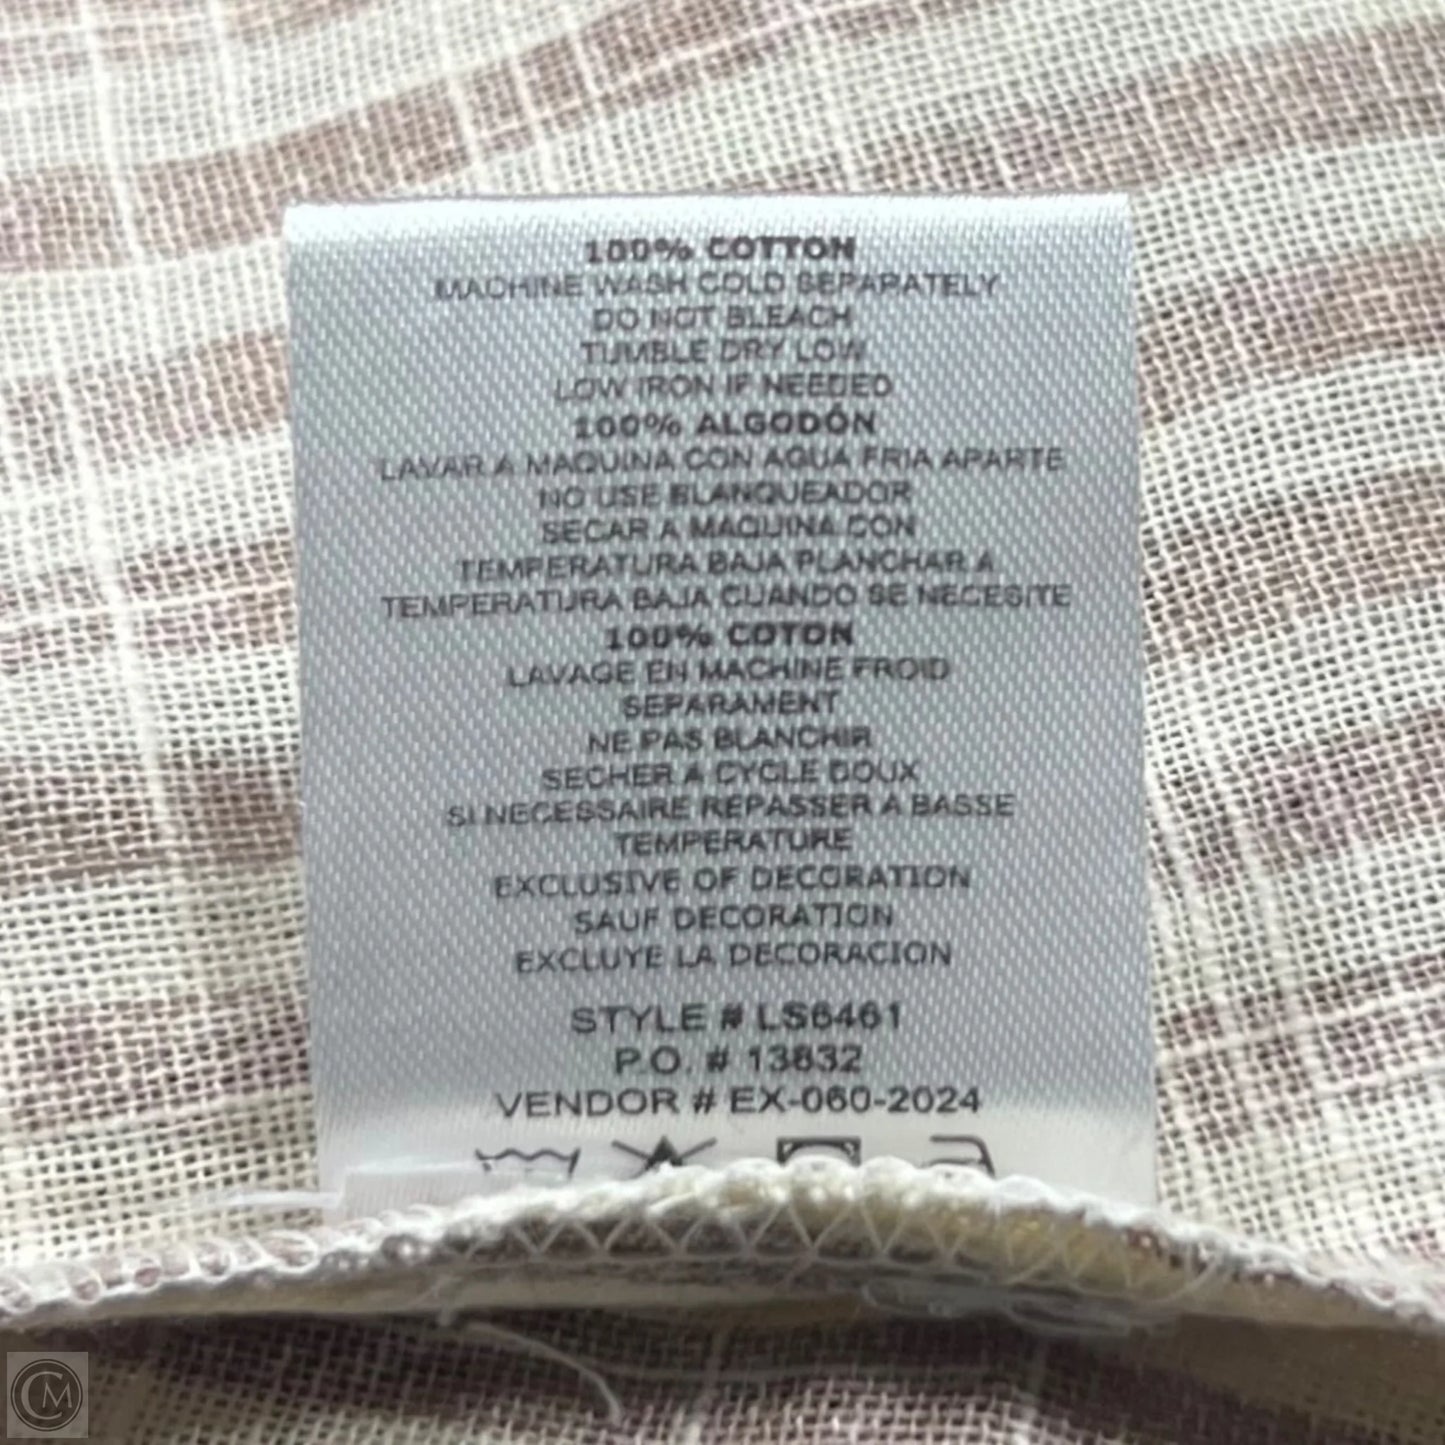 100% COTTON
MACHINE WASH COLD SEPARATELY
DO NOT BLEACH
TUMBLE DRY LOW
LOW IRON IF NEEDED
100% ALGODÓN
LAVAR A MAQUINA CON AGUA FRIA APARTE
NO USE BLANQUEADOR
SECAR A MAQUINA CON
TEMPERATURA BAJA PLANCHAR A
TEMPERATURA BAJA CUANDO SE NECESITE
100% COTON
LAVAGE EN MACHINE FROID
SEPARAMENT
NE PAS BLANCHIR
SECHER A CYCLE DOUX
SI NECESSAIRE REPASSER A BASSE
TEMPERATURE
EXCLUSIVE OF DECORATION
SAUF DECORATION
EXCLUYE LA DECORACION
STYLE # LS6461
P.O. # 13832
VENDOR # EX-060-2024
CM